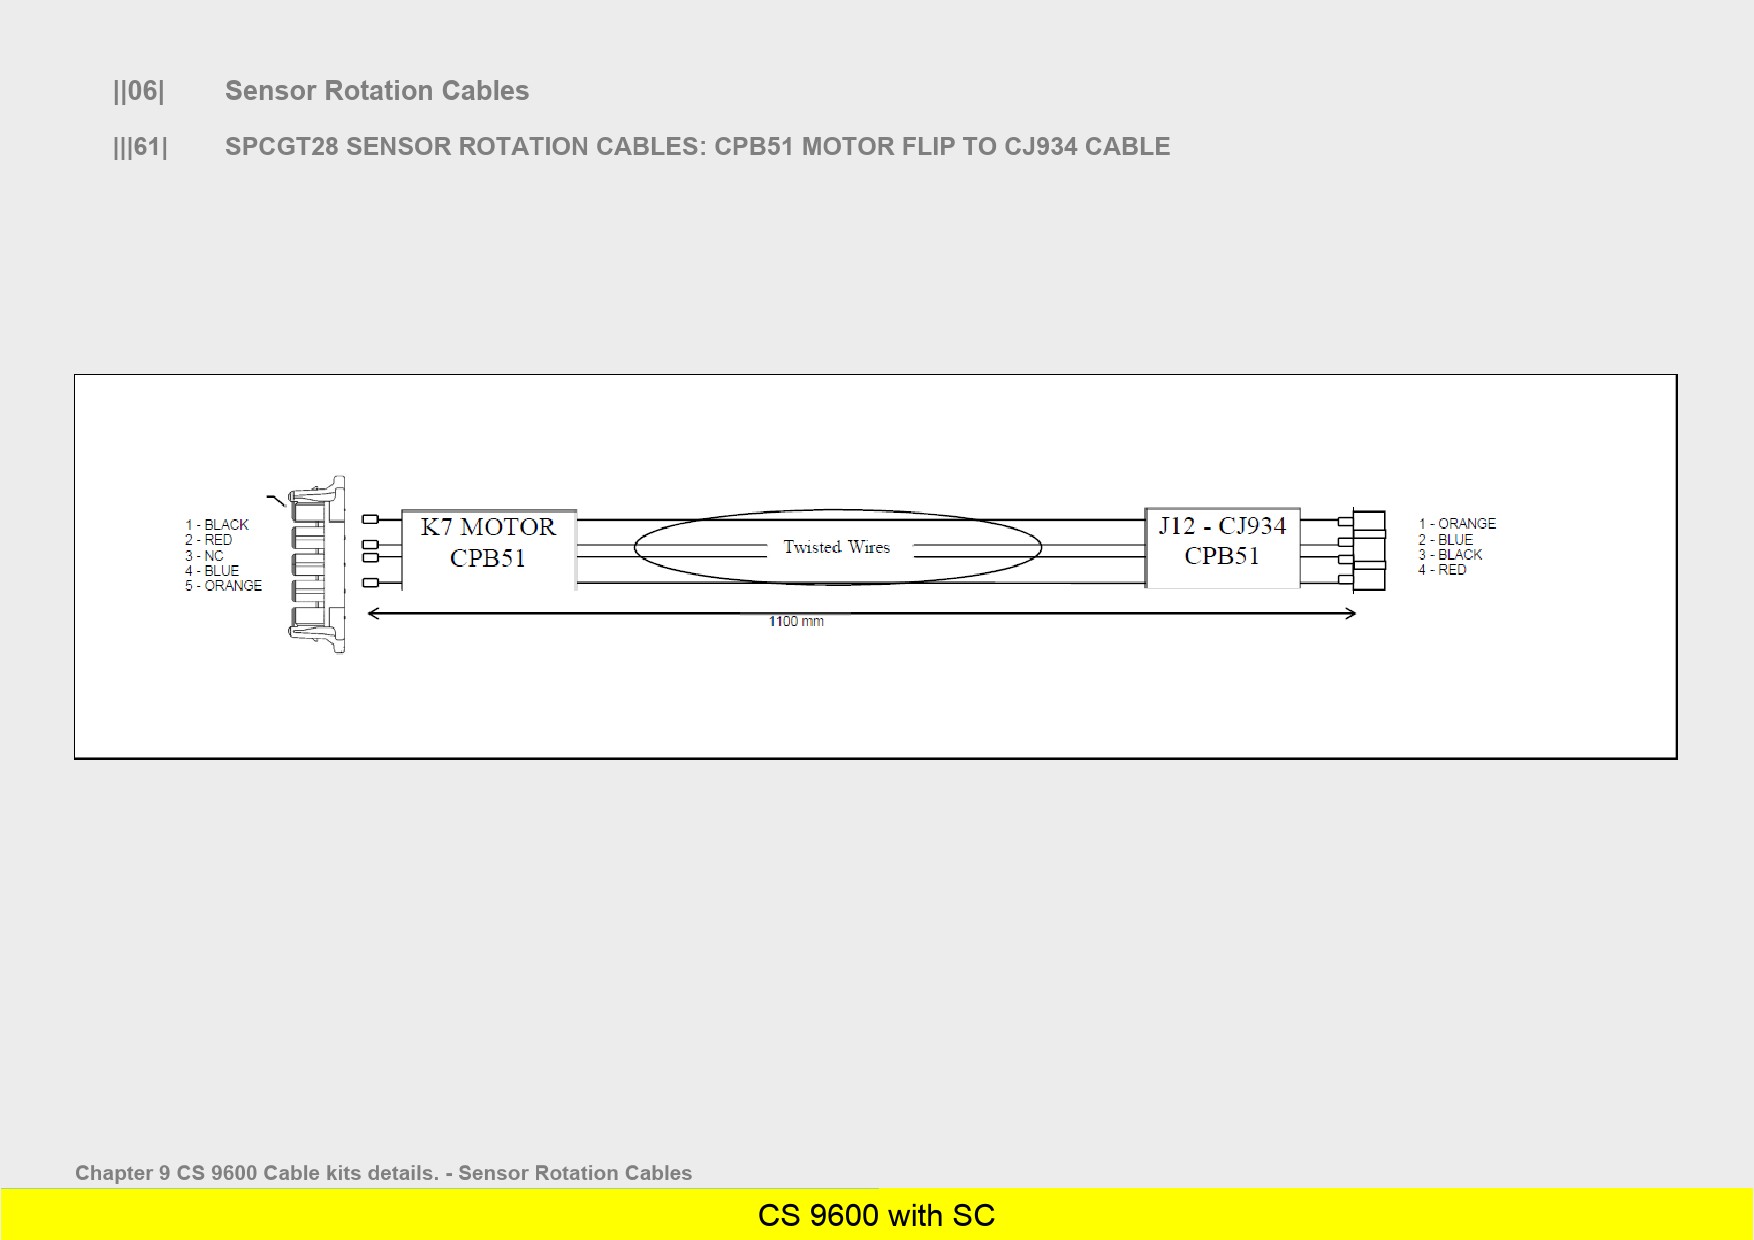 ||06| Sensor Rotation Cables
|||61| SPCGT28 SENSOR ROTATION CABLES: CPB51 MOTOR FLIP TO CJ934 CABLE
1 - BLACK
2 - RED
3 - NC
4 - BLUE
5 - ORANGE
K7 MOTOR
CPB51
Twisted Wires
J12 - CJ934
CPB51
1 - ORANGE
2 - BLUE
3 - BLACK
4 - RED
1100 mm
Chapter 9 CS 9600 Cable kits details. - Sensor Rotation Cables
CS 9600 with SC